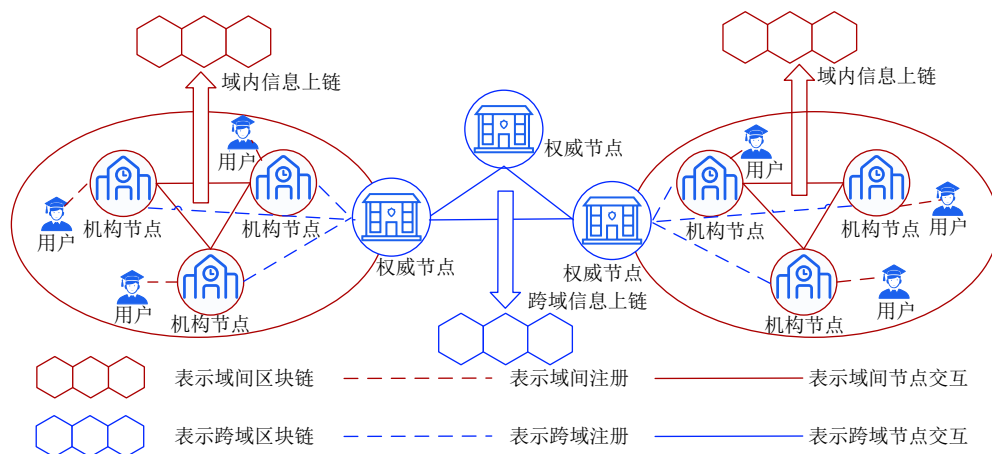 域内信息上链
域内信息上链
用户
权威节点
用户
用户
机构节点
机构节点
用户
机构节点
机构节点
用户
权威节点
权威节点
用户
机构节点
跨域信息上链
用户
机构节点
表示域间区块链
表示域间注册
表示域间节点交互
表示跨域区块链
表示跨域注册
表示跨域节点交互